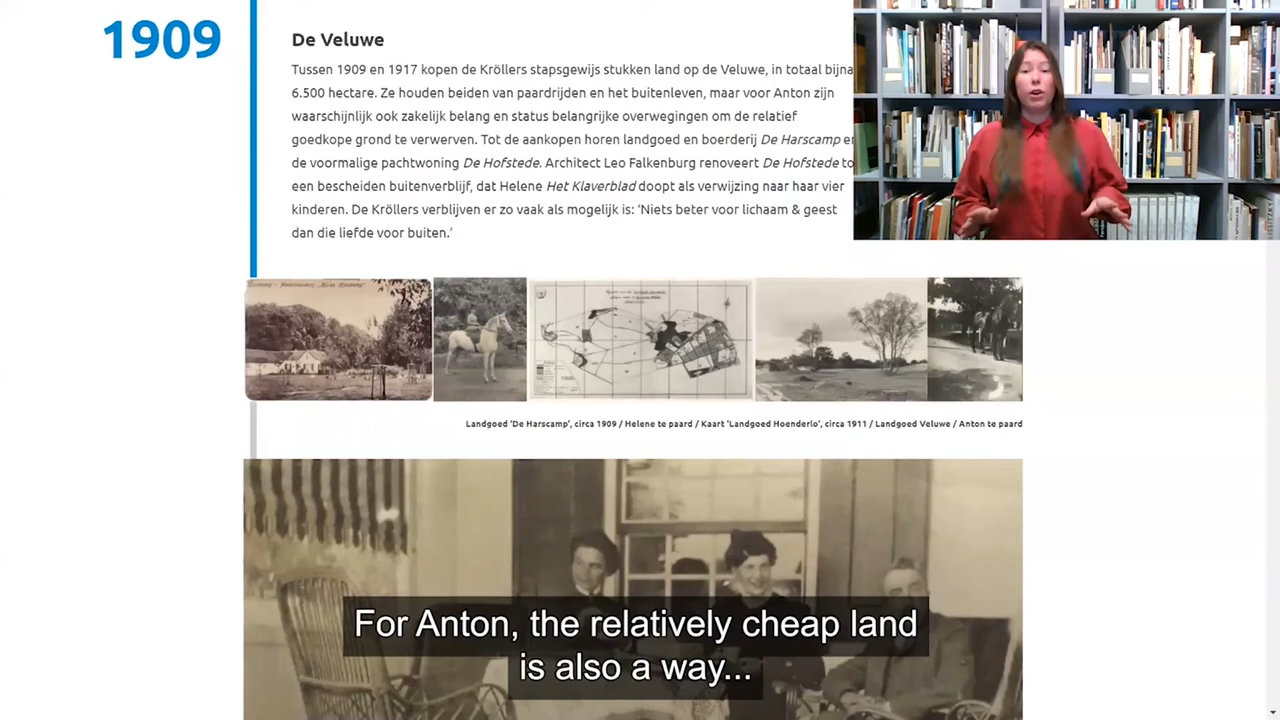 1909
De Veluwe
Tussen 1909 en 1917 kopen de Kröllers stapsgewijs stukken land op de Veluwe, in totaal bijna
6.500 hectare. Ze houden beiden van paardrijden en het buitenleven, maar voor Anton zijn
waarschijnlijk ook zakelijk belang en status belangrijke overwegingen om de relatief
goedkope grond te verwerven. Tot de aankopen horen landgoed en boerderij De Harscamp e
de voormalige pachtwoning De Hofstede. Architect Leo Falkenburg renoveert De Hofstede to
een bescheiden buitenverblijf, dat Helene Het Klaverblad doopt als verwijzing naar haar vier
kinderen. De Kröllers verblijven er zo vaak als mogelijk is: ‘Niets beter voor lichaam & geest
dan die liefde voor buiten.’
Landgoed ‘De Harscamp’, circa 1909 / Helene te paard / Kaart ‘Landgoed Hoenderlo’, circa 1911 / Landgoed Veluwe / Anton te paard
For Anton, the relatively cheap land
is also a way...